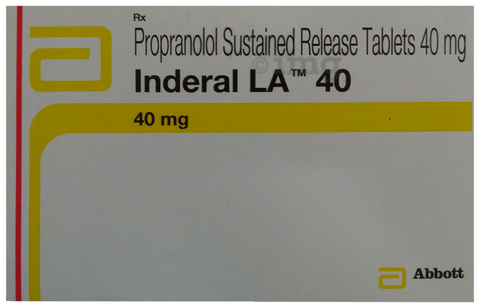 Rx
Propranolol Sustained Release Tablets 40 mg
Inderal LA™ 40
40 mg
Abbott